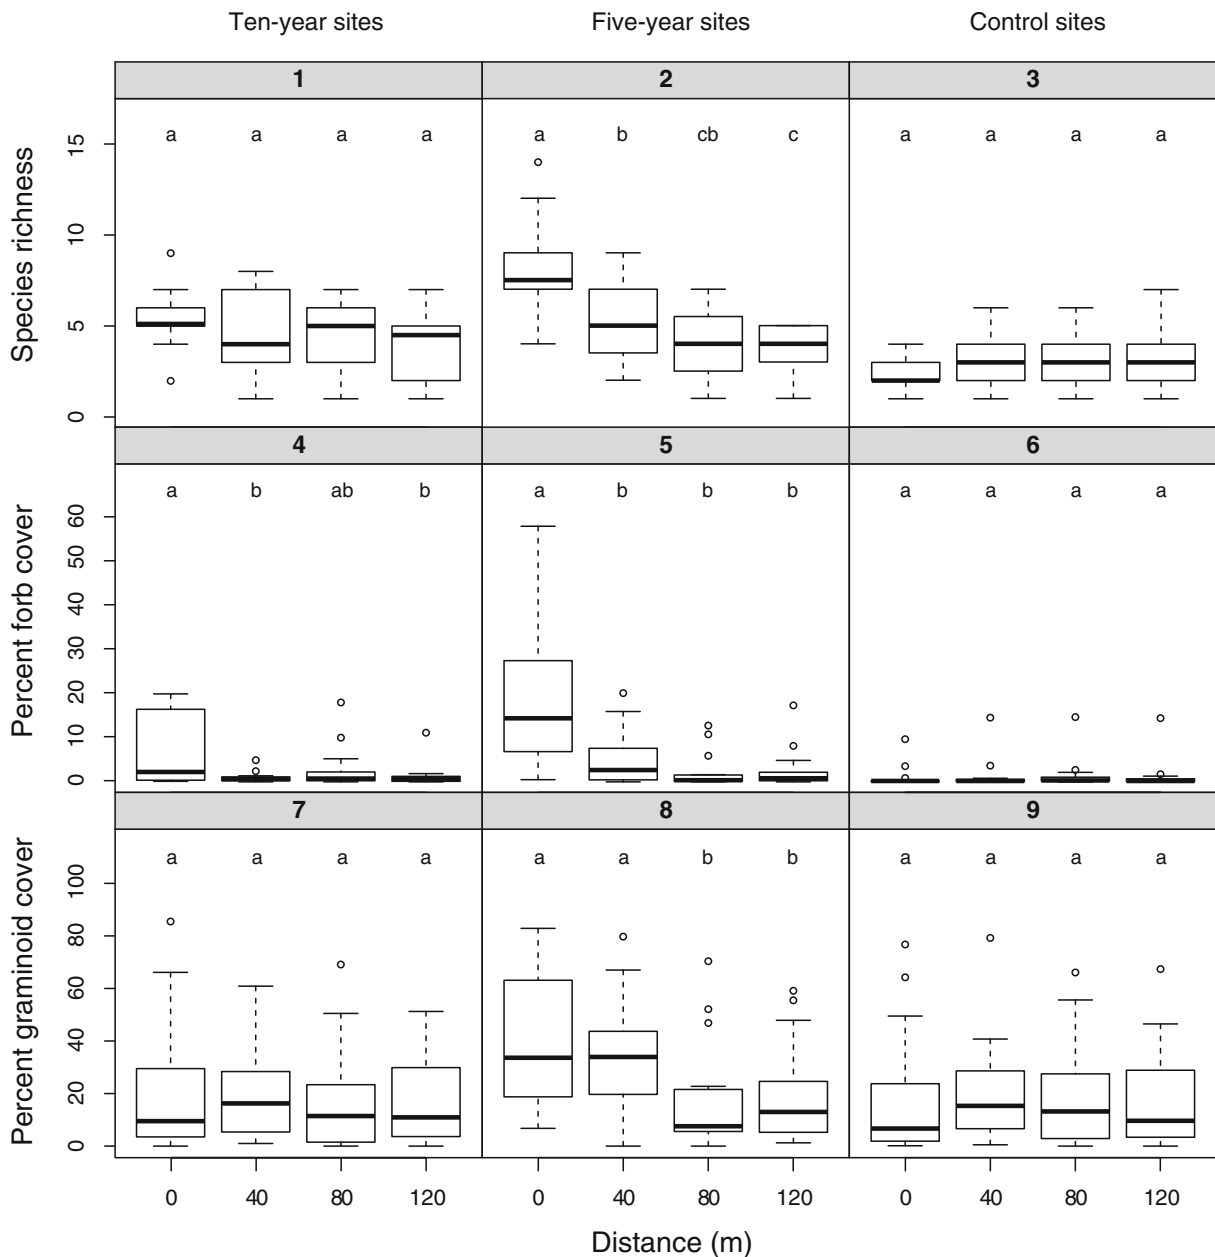 Ten-year sites Five-year sites Control sites
1 2 3
a a a a a b cb c a a a a
Species richness
15
10
5
0
4 5 6
a b ab b a b b b a a a a
Percent forb cover
60
50
40
30
20
10
0
7 8 9
a a a a a a b b a a a a
Percent graminoid cover
100
80
60
40
20
0
0 40 80 120 0 40 80 120 0 40 80 120
Distance (m)